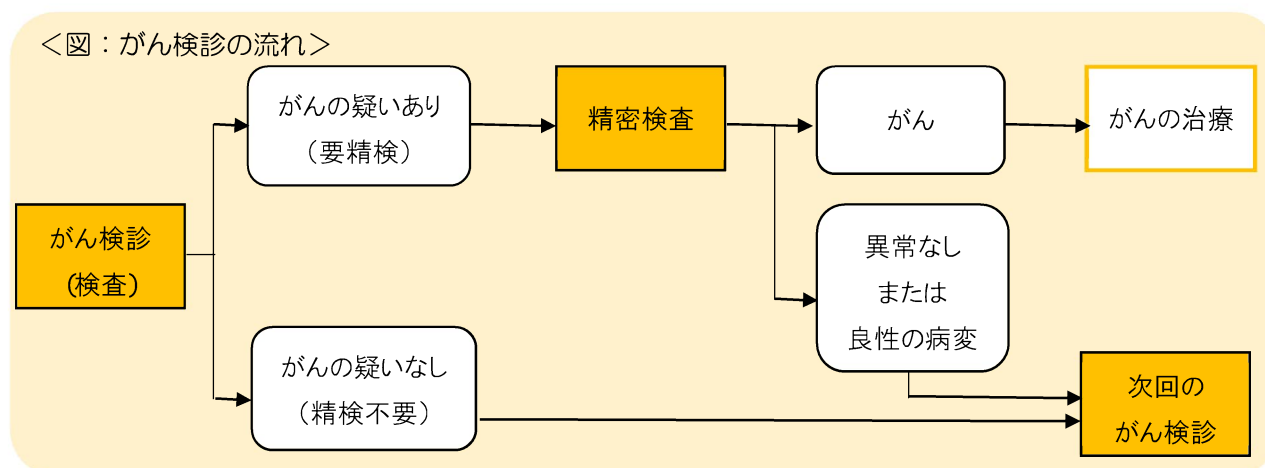 ＜図：がん検診の流れ＞
がんの疑いあり
（要精検）
精密検査
がん
がんの治療
がん検診
(検査)
異常なし
または
良性の病変
がんの疑いなし
（精検不要）
次回の
がん検診